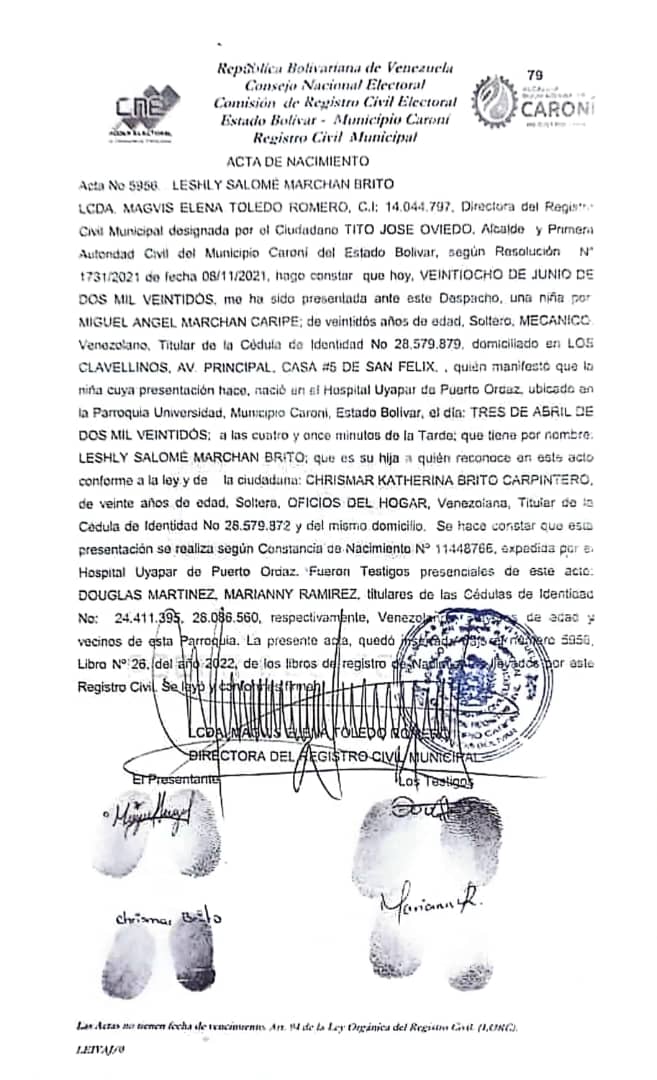 República Bolivariana de Venezuela
Consejo Nacional Electoral
Comisión de Registro Civil Electoral
Estado Bolívar - Municipio Caroní
Registro Civil Municipal
CNE
PODER ELECTORAL
79
CARONÍ
ACTA DE NACIMIENTO
Acta No 5956. LESHLY SALOMÉ MARCHAN BRITO
LCDA. MAGVIS ELENA TOLEDO ROMERO, C.I: 14.044.797, Directora del Registro
Civil Municipal designada por el Ciudadano TITO JOSE OVIEDO, Alcalde y Primera
Autoridad Civil del Municipio Caroní del Estado Bolívar, según Resolución N°
1731/2021 de fecha 08/11/2021, hago constar que hoy, VEINTIOCHO DE JUNIO DE
DOS MIL VEINTIDÓS, me ha sido presentada ante este Despacho, una niña por
MIGUEL ANGEL MARCHAN CARIPE; de veintidós años de edad, Soltero, MECANICO.
Venezolano, Titular de la Cédula de Identidad No 28.579.879, domiciliado en LOS
CLAVELLINOS, AV. PRINCIPAL, CASA #5 DE SAN FELIX. , quién manifestó que la
niña cuya presentación hace, nació en el Hospital Uyapar de Puerto Ordaz, ubicado en
la Parroquia Universidad, Municipio Caroní, Estado Bolívar, el día: TRES DE ABRIL DE
DOS MIL VEINTIDÓS; a las cuatro y once minutos de la Tarde; que tiene por nombre:
LESHLY SALOMÉ MARCHAN BRITO; que es su hija a quién reconoce en este acto
conforme a la ley y de la ciudadana: CHRISMAR KATHERINA BRITO CARPINTERO,
de veinte años de edad, Soltera, OFICIOS DEL HOGAR, Venezolana, Titular de la
Cédula de Identidad No 28.579.872 y del mismo domicilio. Se hace constar que esta
presentación se realiza según Constancia de Nacimiento Nº 11448766, expedida por el
Hospital Uyapar de Puerto Ordaz. Fueron Testigos presenciales de este acto:
DOUGLAS MARTINEZ, MARIANNY RAMIREZ, titulares de las Cédulas de Identidad
No: 24.411.395, 26.086.560, respectivamente, Venezolanos, de edad y
vecinos de esta Parroquia. La presente acta, quedó insertada bajo el número 5956,
Libro Nº 26, del año 2022, de los libros de registro de Nacimientos llevados por este
Registro Civil. Se leyó y conformes firman
LCDA. MAGVIS ELENA TOLEDO ROMERO
DIRECTORA DEL REGISTRO CIVIL MUNICIPAL
El Presentante Los Testigos
Miguel Angel
Chrismar Brito
Marianny R.
Las Actas no tienen fecha de vencimiento. Art. 94 de la Ley Orgánica del Registro Civil. (LORC).
LEIVAJ/0